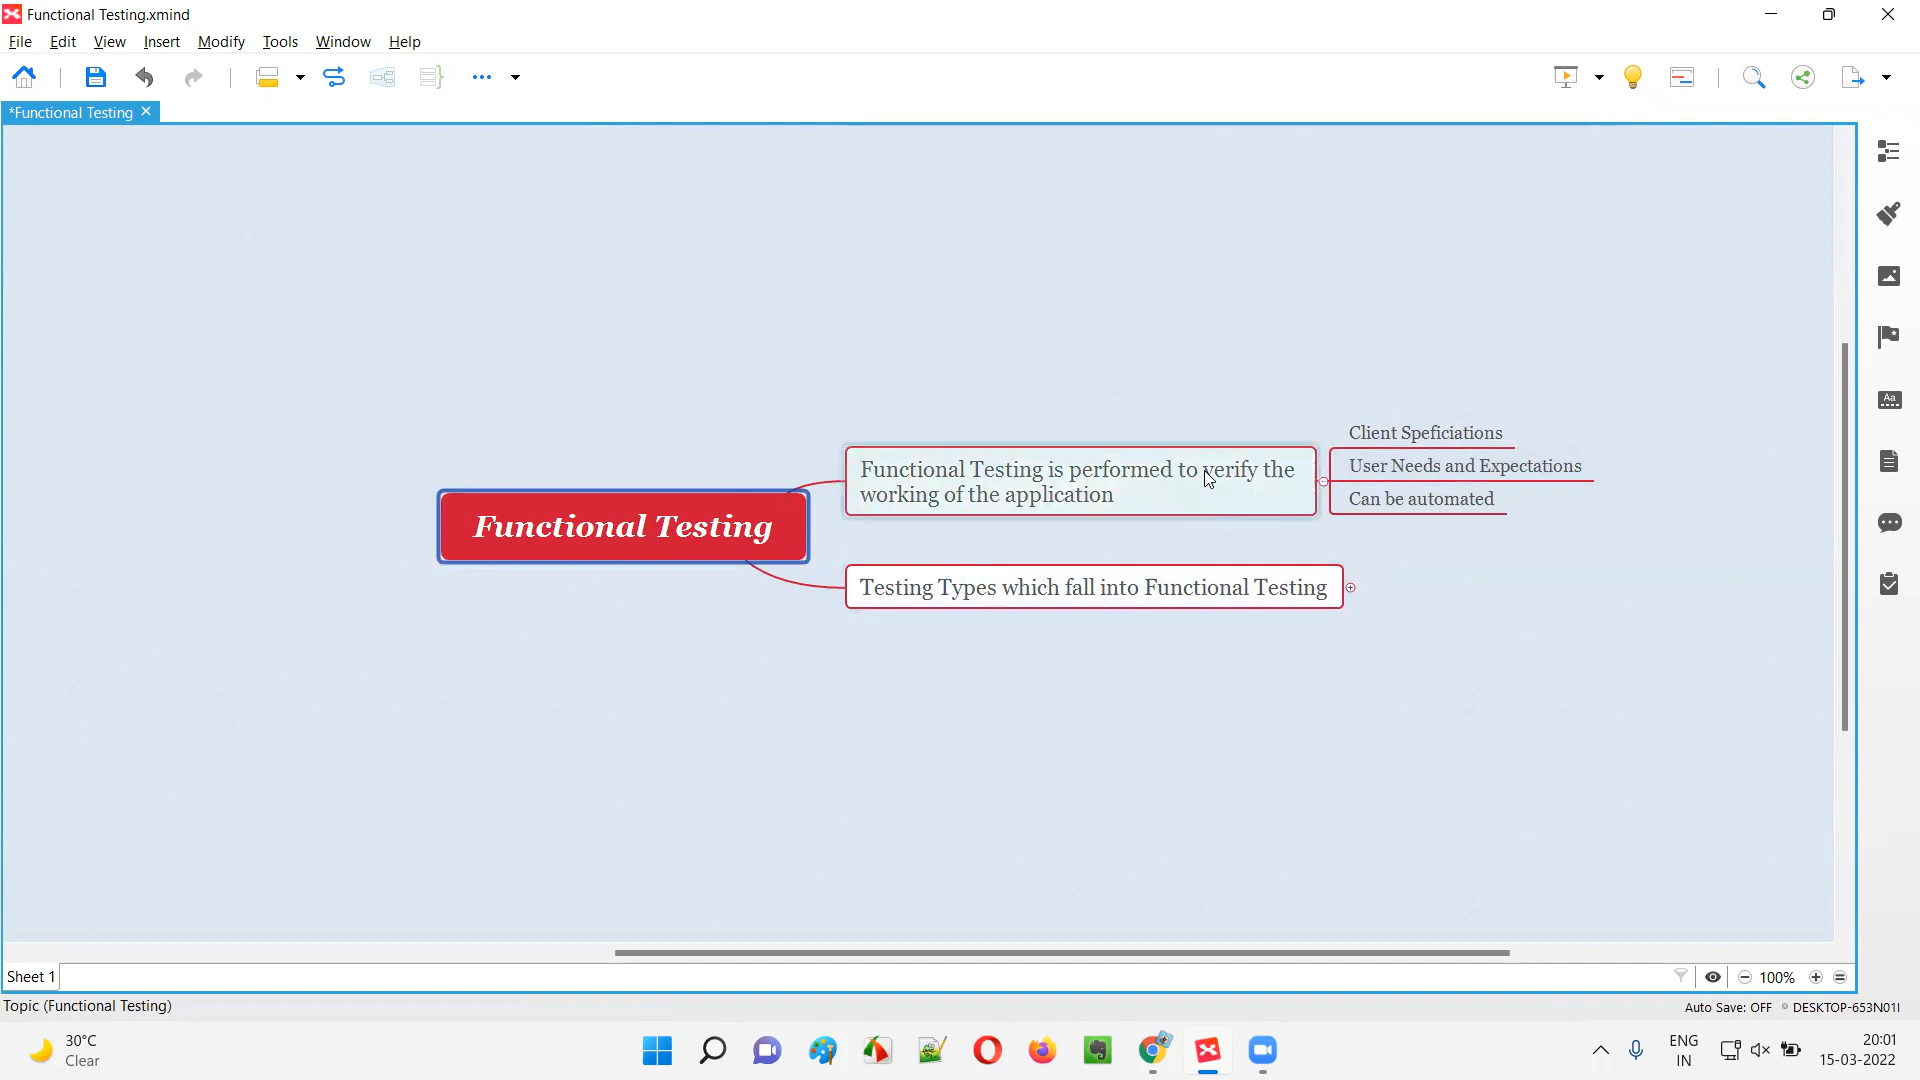 Functional Testing.xmind
File Edit View Insert Modify Tools Window Help
*Functional Testing
Client Speficiations
Functional Testing is performed to verify the
working of the application
User Needs and Expectations
Can be automated
Functional Testing
Testing Types which fall into Functional Testing
Aa
Sheet 1
100%
Topic (Functional Testing)
Auto Save: OFF
DESKTOP-653N01I
30°C
Clear
ENG
IN
20:01
15-03-2022